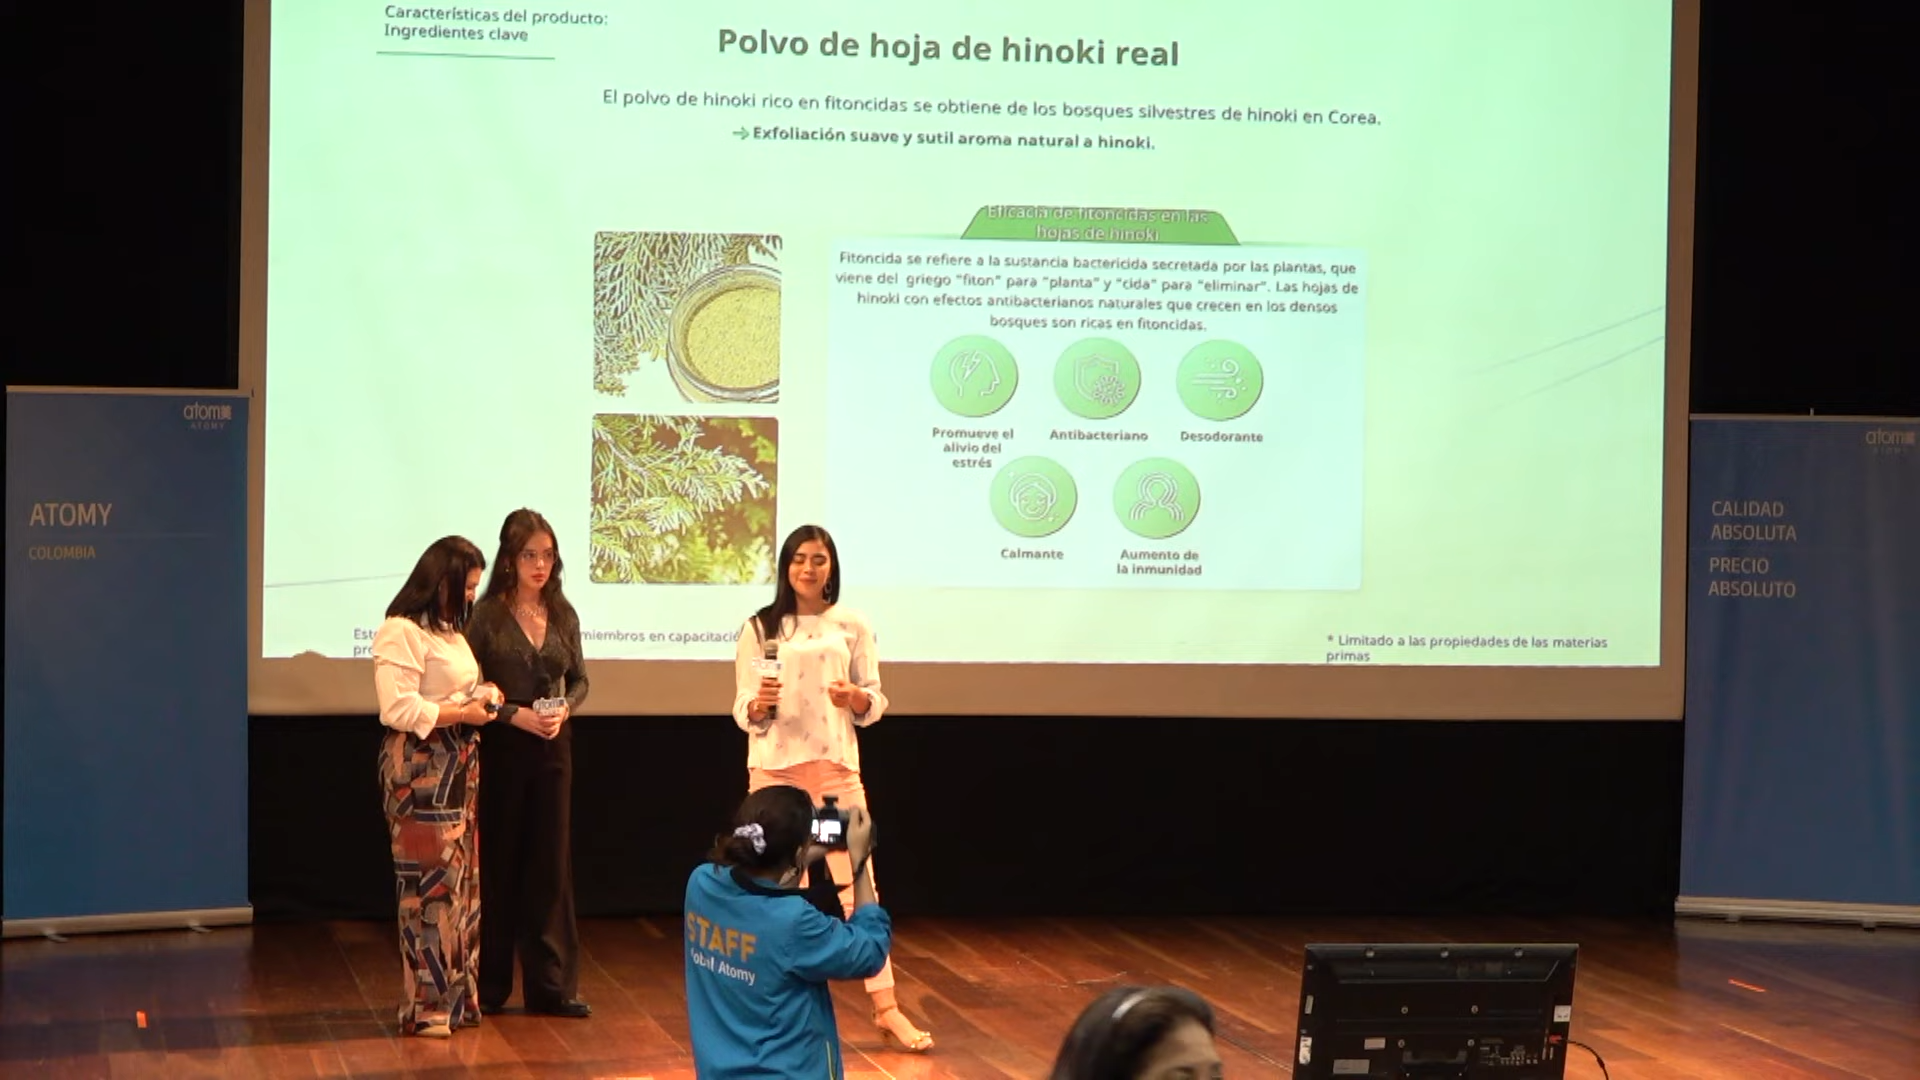 Características del producto:
Ingredientes clave
Polvo de hoja de hinoki real
El polvo de hinoki rico en fitoncidas se obtiene de los bosques silvestres de hinoki en Corea.
Exfoliación suave y sutil aroma natural a hinoki.
Eficacia de fitoncidas en las
hojas de hinoki
Fitoncida se refiere a la sustancia bactericida secretada por las plantas, que
viene del griego "fiton" para "planta" y "cida" para "eliminar". Las hojas de
hinoki con efectos antibacterianos naturales que crecen en los densos
bosques son ricas en fitoncidas.
Promueve el
alivio del
estrés
Antibacteriano
Desodorante
Calmante
Aumento de
la inmunidad
miembros en
* Limitado a las propiedades de las materias
primas
ATOMY
ATOMY
COLOMBIA
CALIDAD
ABSOLUTA
PRECIO
ABSOLUTO
STAFF
Atomy